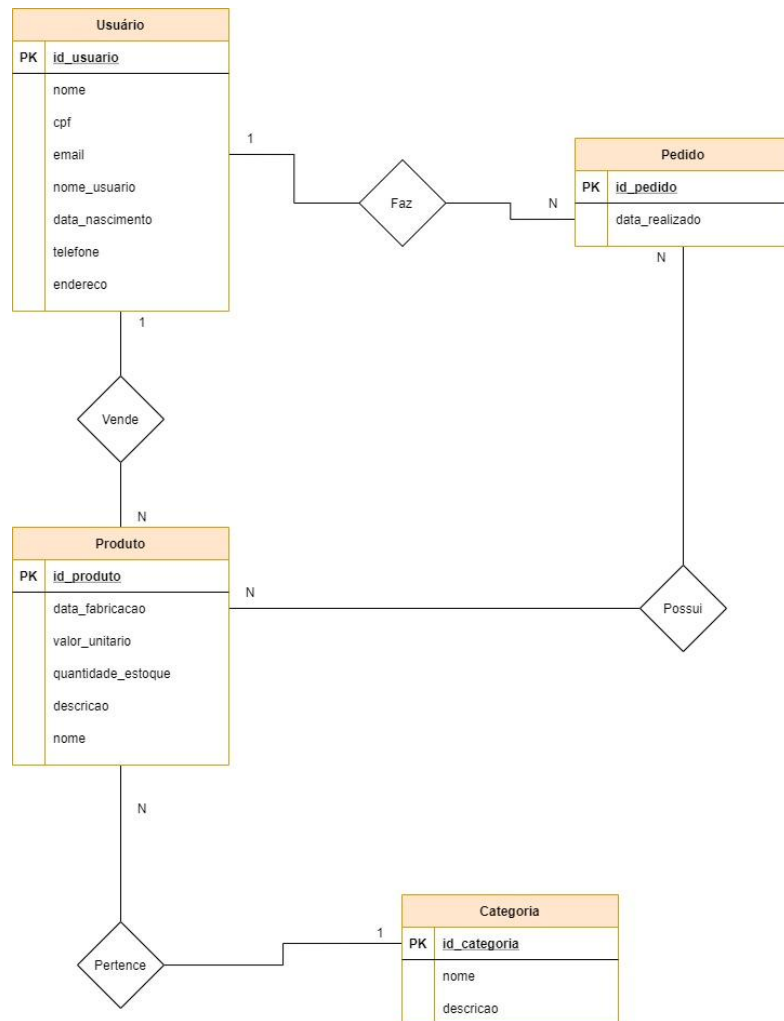 Usuário
PK id_usuario
nome
cpf
email
nome_usuario
data_nascimento
telefone
endereco
1
Faz
N
Pedido
PK id_pedido
data_realizado
N
1
Vende
N
Produto
PK id_produto
data_fabricacao
valor_unitario
quantidade_estoque
descricao
nome
N
Possui
N
Pertence
1
Categoria
PK id_categoria
nome
descricao